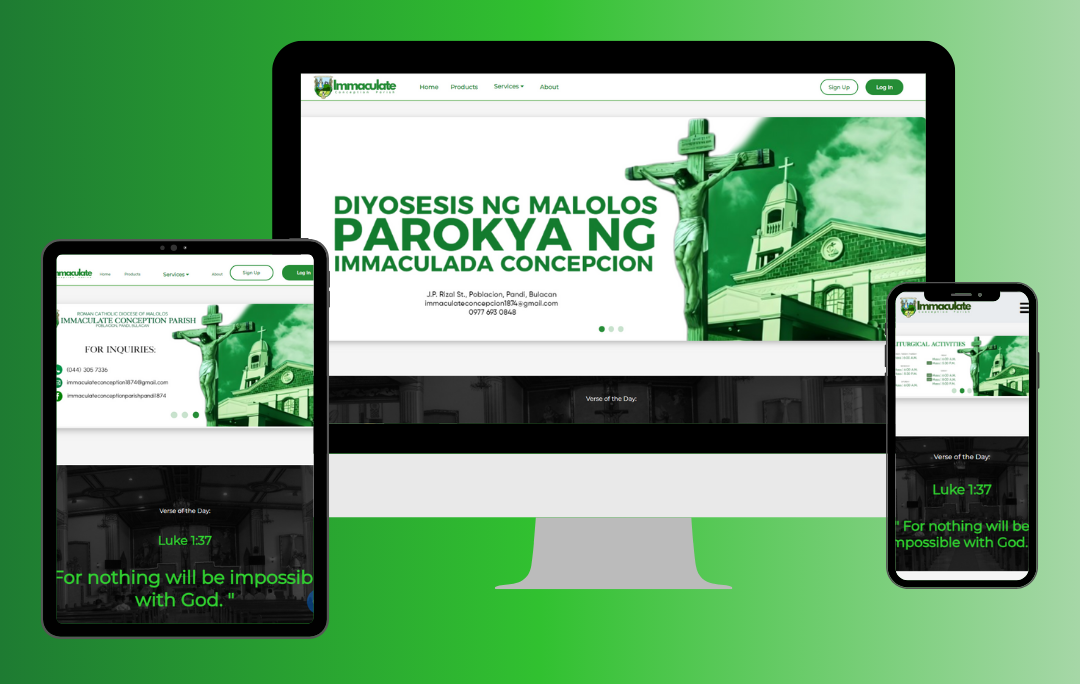 Immaculate
Conception Parish
Home
Products
Services
About
Sign Up
Log In
DIYOSESIS NG MALOLOS
PAROKYA NG
IMMACULADA CONCEPCION
J.P. Rizal St., Poblacion, Pandi, Bulacan
immaculateconcepcion1874@gmail.com
0977 693 0848
Verse of the Day:
mmaculate
Home
Products
Services
About
Sign Up
Log In
ROMAN CATHOLIC DIOCESE OF MALOLOS
IMMACULATE CONCEPTION PARISH
POBLACION, PANDI, BULACAN
FOR INQUIRIES:
(044) 305 7236
immaculateconception1874@gmail.com
immaculateconceptionparishpandi1874
Verse of the Day:
Luke 1:37
For nothing will be impossib
with God. "
Immaculate
Conception Parish
ITURGICAL ACTIVITIES
Verse of the Day:
Luke 1:37
" For nothing will be
mpossible with God.